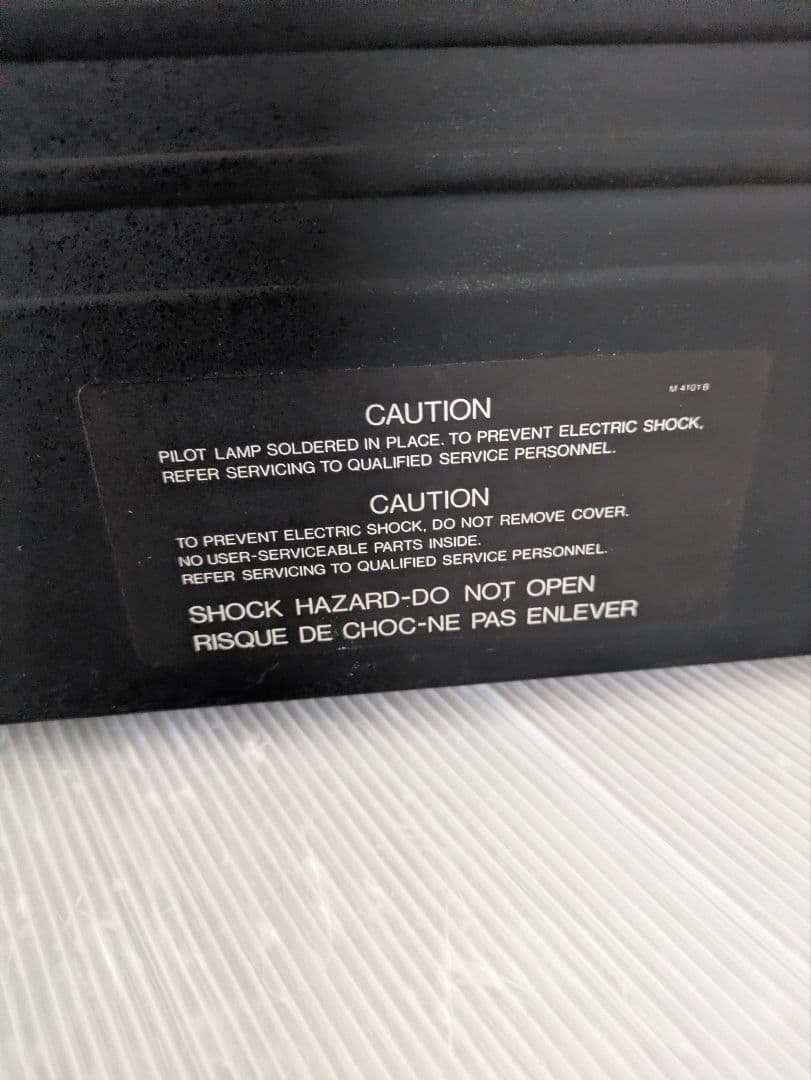 M 4101 B
CAUTION
PILOT LAMP SOLDERED IN PLACE. TO PREVENT ELECTRIC SHOCK,
REFER SERVICING TO QUALIFIED SERVICE PERSONNEL.
CAUTION
TO PREVENT ELECTRIC SHOCK, DO NOT REMOVE COVER.
NO USER-SERVICEABLE PARTS INSIDE.
REFER SERVICING TO QUALIFIED SERVICE PERSONNEL.
SHOCK HAZARD-DO NOT OPEN
RISQUE DE CHOC-NE PAS ENLEVER